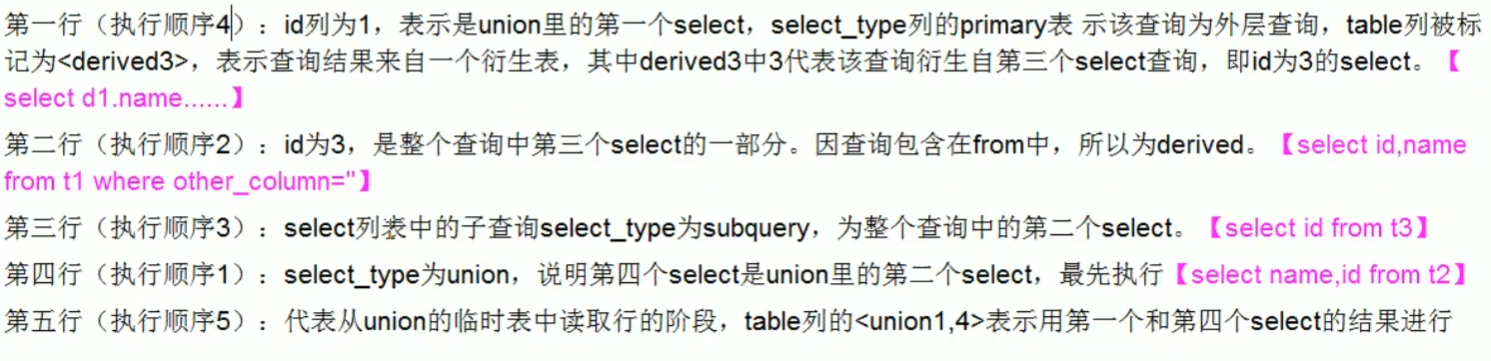 第一行（执行顺序4）：id列为1，表示是union里的第一个select，select_type列的primary表 示该查询为外层查询，table列被标
记为<derived3>，表示查询结果来自一个衍生表，其中derived3中3代表该查询衍生自第三个select查询，即id为3的select。【
select d1.name......】
第二行（执行顺序2）：id为3，是整个查询中第三个select的一部分。因查询包含在from中，所以为derived。【select id,name
from t1 where other_column=''】
第三行（执行顺序3）：select列表中的子查询select_type为subquery，为整个查询中的第二个select。【select id from t3】
第四行（执行顺序1）：select_type为union，说明第四个select是union里的第二个select，最先执行【select name,id from t2】
第五行（执行顺序5）：代表从union的临时表中读取行的阶段，table列的<union1,4>表示用第一个和第四个select的结果进行